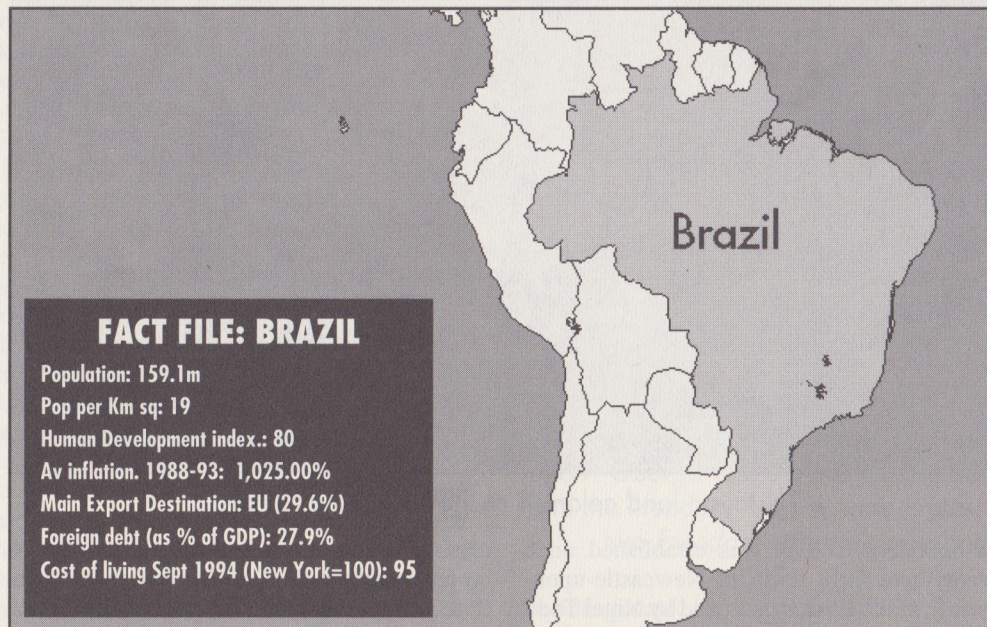 Brazil
FACT FILE: BRAZIL
Population: 159.1m
Pop per Km sq: 19
Human Development index.: 80
Av inflation. 1988-93: 1,025.00%
Main Export Destination: EU (29.6%)
Foreign debt (as % of GDP): 27.9%
Cost of living Sept 1994 (New York=100): 95